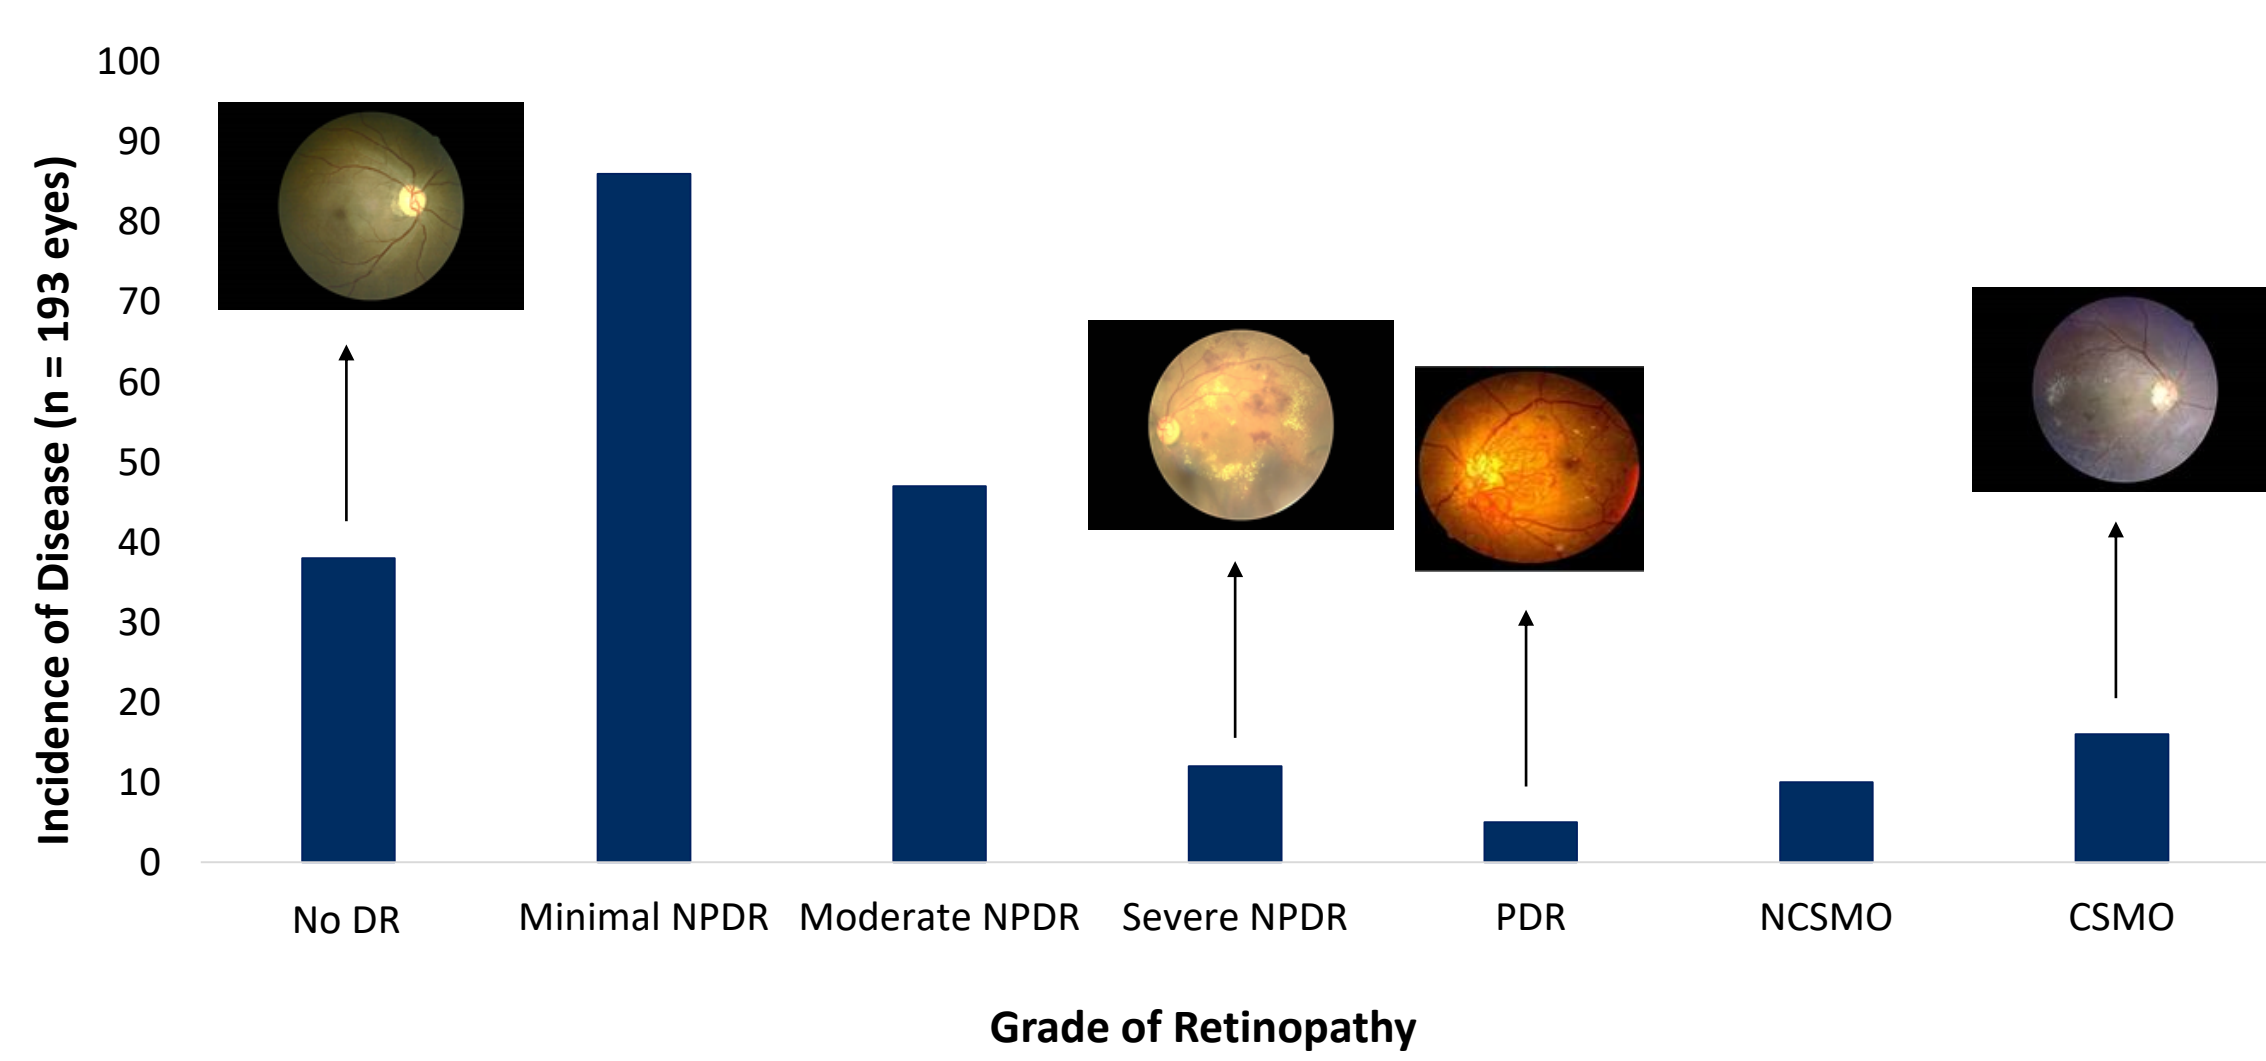 Incidence of Disease (n = 193 eyes)
100
90
80
70
60
50
40
30
20
10
0
No DR
Minimal NPDR
Moderate NPDR
Severe NPDR
PDR
NCSMO
CSMO
Grade of Retinopathy